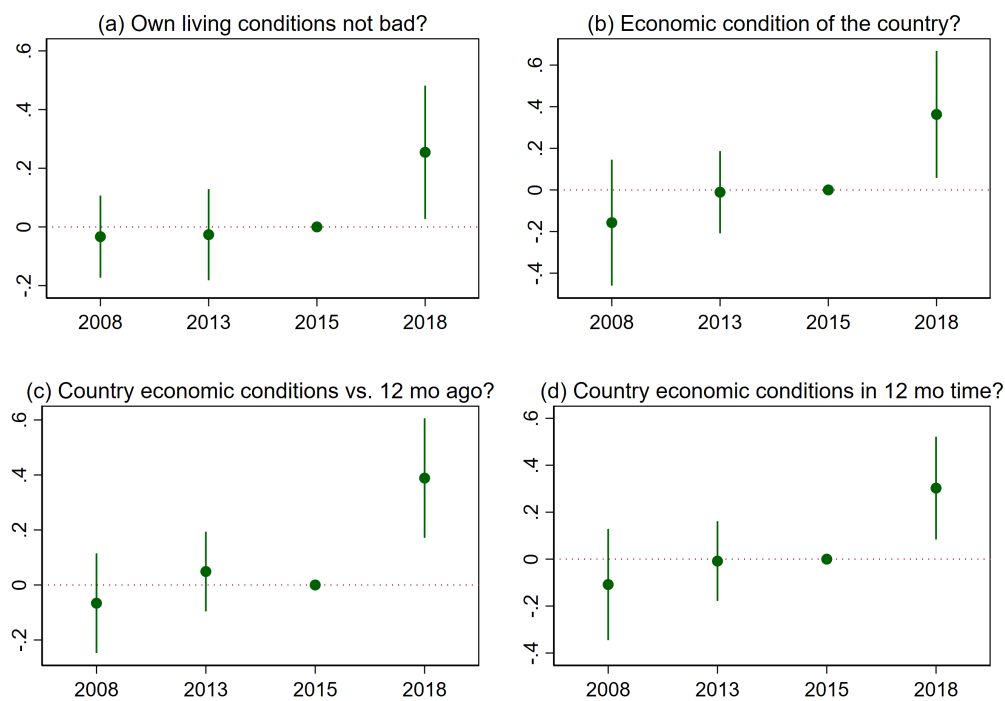 (a) Own living conditions not bad?
.6
.4
.2
0
-.2
2008 2013 2015 2018
(b) Economic condition of the country?
.6
.4
.2
0
-.2
-.4
2008 2013 2015 2018
(c) Country economic conditions vs. 12 mo ago?
.6
.4
.2
0
-.2
2008 2013 2015 2018
(d) Country economic conditions in 12 mo time?
.6
.4
.2
0
-.2
-.4
2008 2013 2015 2018